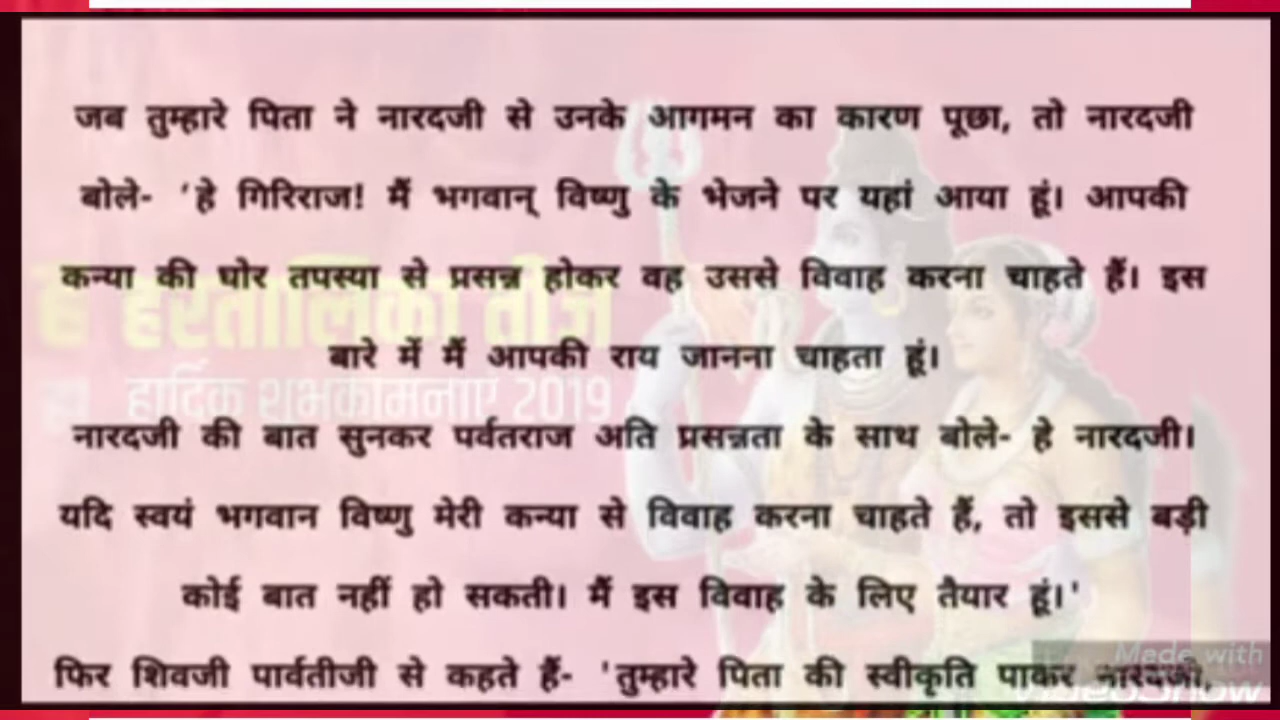 जब तुम्हारे पिता ने नारदजी से उनके आगमन का कारण पूछा, तो नारदजी
बोले- 'हे गिरिराज! मैं भगवान् विष्णु के भेजने पर यहां आया हूं। आपकी
कन्या की घोर तपस्या से प्रसन्न होकर वह उससे विवाह करना चाहते हैं। इस
हरतालिका तीज
बारे में मैं आपकी राय जानना चाहता हूं।
हार्दिक शुभकामनाएं 2019
नारदजी की बात सुनकर पर्वतराज अति प्रसन्नता के साथ बोले- हे नारदजी।
यदि स्वयं भगवान विष्णु मेरी कन्या से विवाह करना चाहते हैं, तो इससे बड़ी
कोई बात नहीं हो सकती। मैं इस विवाह के लिए तैयार हूं।'
फिर शिवजी पार्वतीजी से कहते हैं- 'तुम्हारे पिता की स्वीकृति पाकर नारदजी,
Made with
VideoShow